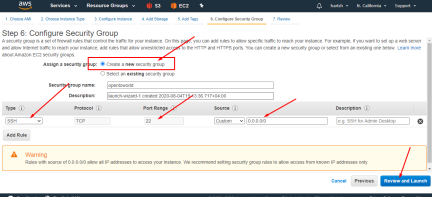 aws
Services
Resource Groups
S3
EC2
N. California
Support
1. Choose AMI
2. Choose Instance Type
3. Configure Instance
4. Add Storage
5. Add Tags
6. Configure Security Group
7. Review
Step 6: Configure Security Group
A security group is a set of firewall rules that control the traffic for your instance. On this page, you can add rules to allow specific traffic to reach your instance. For example, if you want to set up a web server
and allow Internet traffic to reach your instance, add rules that allow unrestricted access to the HTTP and HTTPS ports. You can create a new security group or select from an existing one below. Learn more
about Amazon EC2 security groups.
Assign a security group:
Create a new security group
Select an existing security group
Security group name:
opentoworld
Description:
launch-wizard-1 created 2020-06-04T15:13:36.717+04:00
Type
Protocol
Port Range
Source
Description
SSH
TCP
22
Custom
0.0.0.0/0
e.g. SSH for Admin Desktop
Add Rule
Warning
Rules with source of 0.0.0.0/0 allow all IP addresses to access your instance. We recommend setting security group rules to allow access from known IP addresses only.
Cancel
Previous
Review and Launch